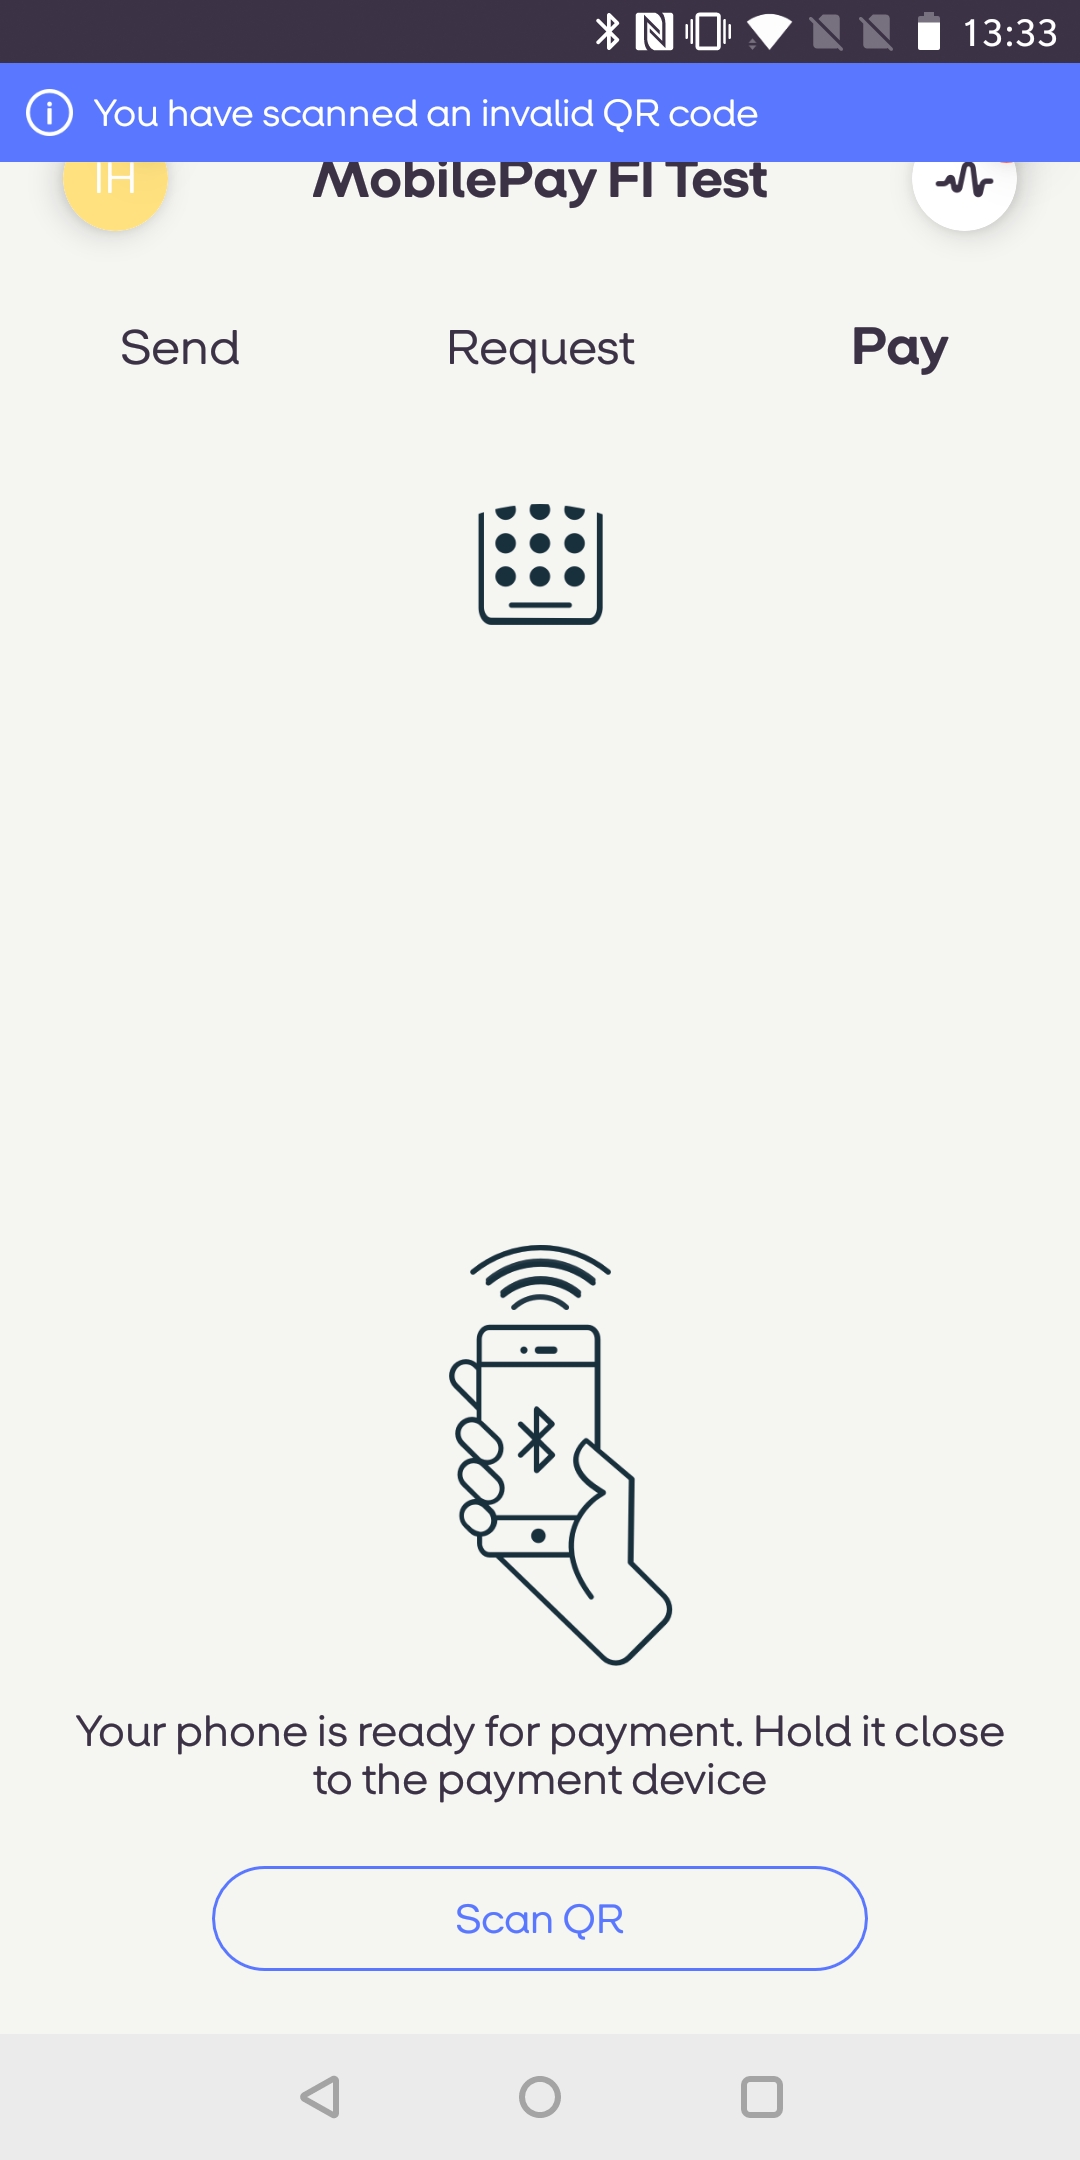 13:33
You have scanned an invalid QR code
IH
MobilePay FI Test
Send
Request
Pay
Your phone is ready for payment. Hold it close
to the payment device
Scan QR